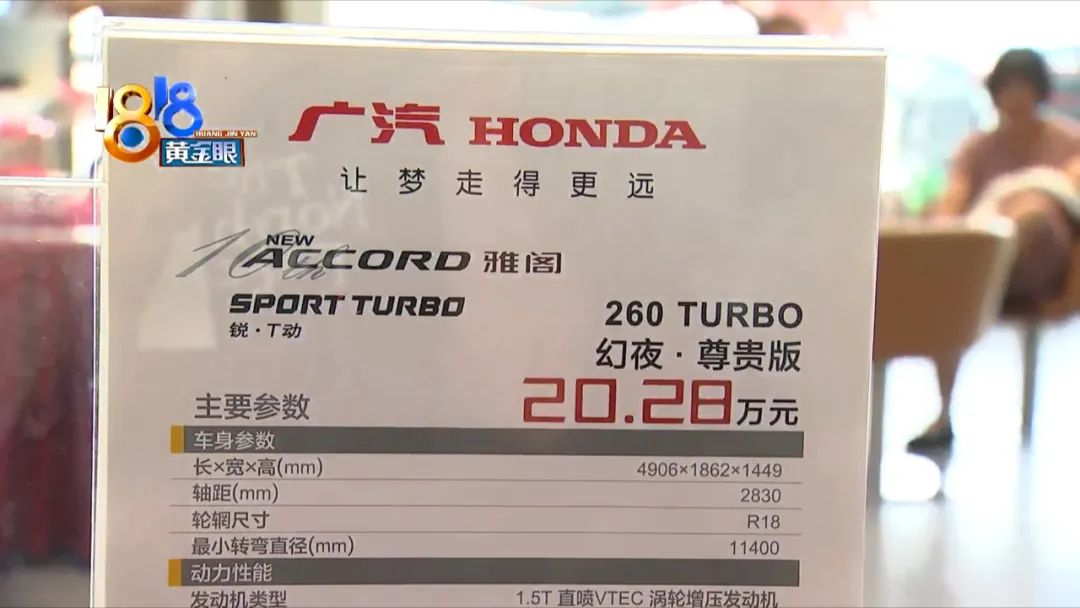 1818
HUANG JIN YAN
黄金眼
广汽 HONDA
让梦走得更远
10th
NEW
ACCORD 雅阁
SPORT TURBO
锐·T动
260 TURBO
幻夜·尊贵版
20.28万元
主要参数
车身参数
长×宽×高(mm) 4906×1862×1449
轴距(mm) 2830
轮辋尺寸 R18
最小转弯直径(mm) 11400
动力性能
发动机类型 1.5T 直喷VTEC 涡轮增压发动机